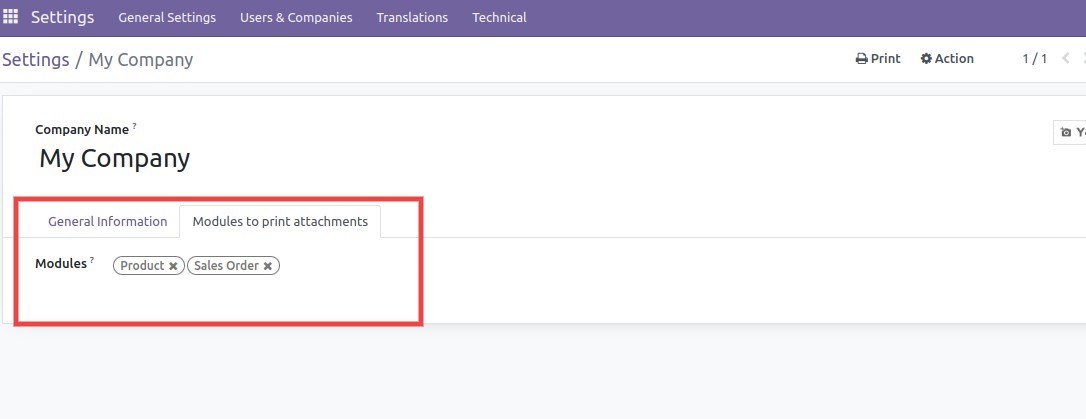 Settings General Settings Users & Companies Translations Technical
Settings / My Company Print Action 1 / 1
Company Name ?
My Company
General Information Modules to print attachments
Modules ? Product ✖ Sales Order ✖